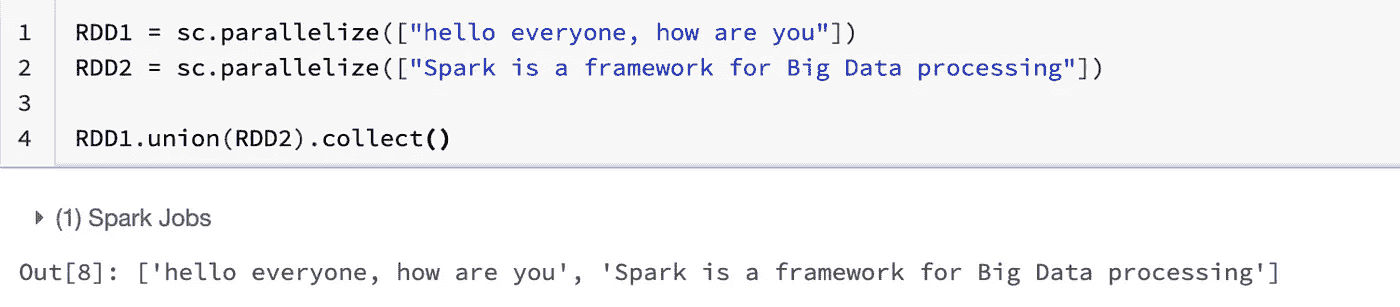 1 RDD1 = sc.parallelize(["hello everyone, how are you"])
2 RDD2 = sc.parallelize(["Spark is a framework for Big Data processing"])
3
4 RDD1.union(RDD2).collect()
(1) Spark Jobs
Out[8]: ['hello everyone, how are you', 'Spark is a framework for Big Data processing']